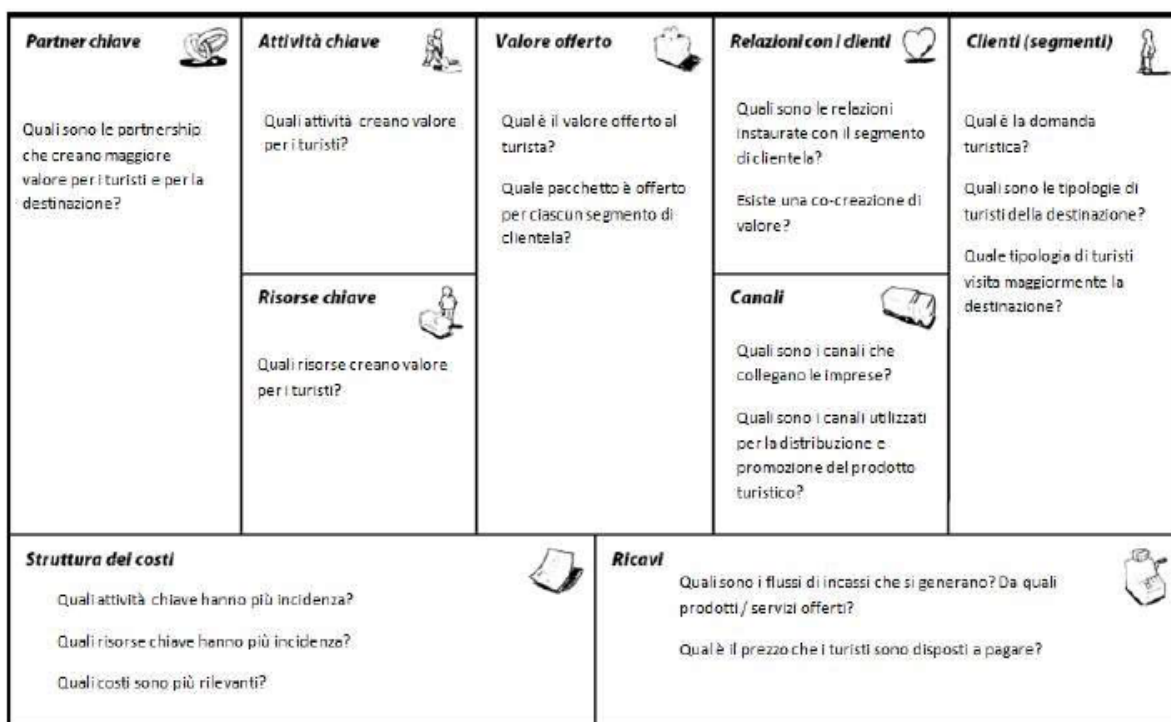 Partner chiave
Quali sono le partnership
che creano maggiore
valore per i turisti e per la
destinazione?
Attività chiave
Quali attività creano valore
per i turisti?
Risorse chiave
Quali risorse creano valore
per i turisti?
Valore offerto
Qual è il valore offerto al
turista?
Quale pacchetto è offerto
per ciascun segmento di
clientela?
Relazioni con i clienti
Quali sono le relazioni
instaurate con il segmento
di clientela?
Esiste una co-creazione di
valore?
Canali
Quali sono i canali che
collegano le imprese?
Quali sono i canali utilizzati
per la distribuzione e
promozione del prodotto
turistico?
Clienti (segmenti)
Qual è la domanda
turistica?
Quali sono le tipologie di
turisti della destinazione?
Quale tipologia di turisti
visita maggiormente la
destinazione?
Struttura dei costi
Quali attività chiave hanno più incidenza?
Quali risorse chiave hanno più incidenza?
Quali costi sono più rilevanti?
Ricavi
Quali sono i flussi di incassi che si generano? Da quali
prodotti / servizi offerti?
Qual è il prezzo che i turisti sono disposti a pagare?